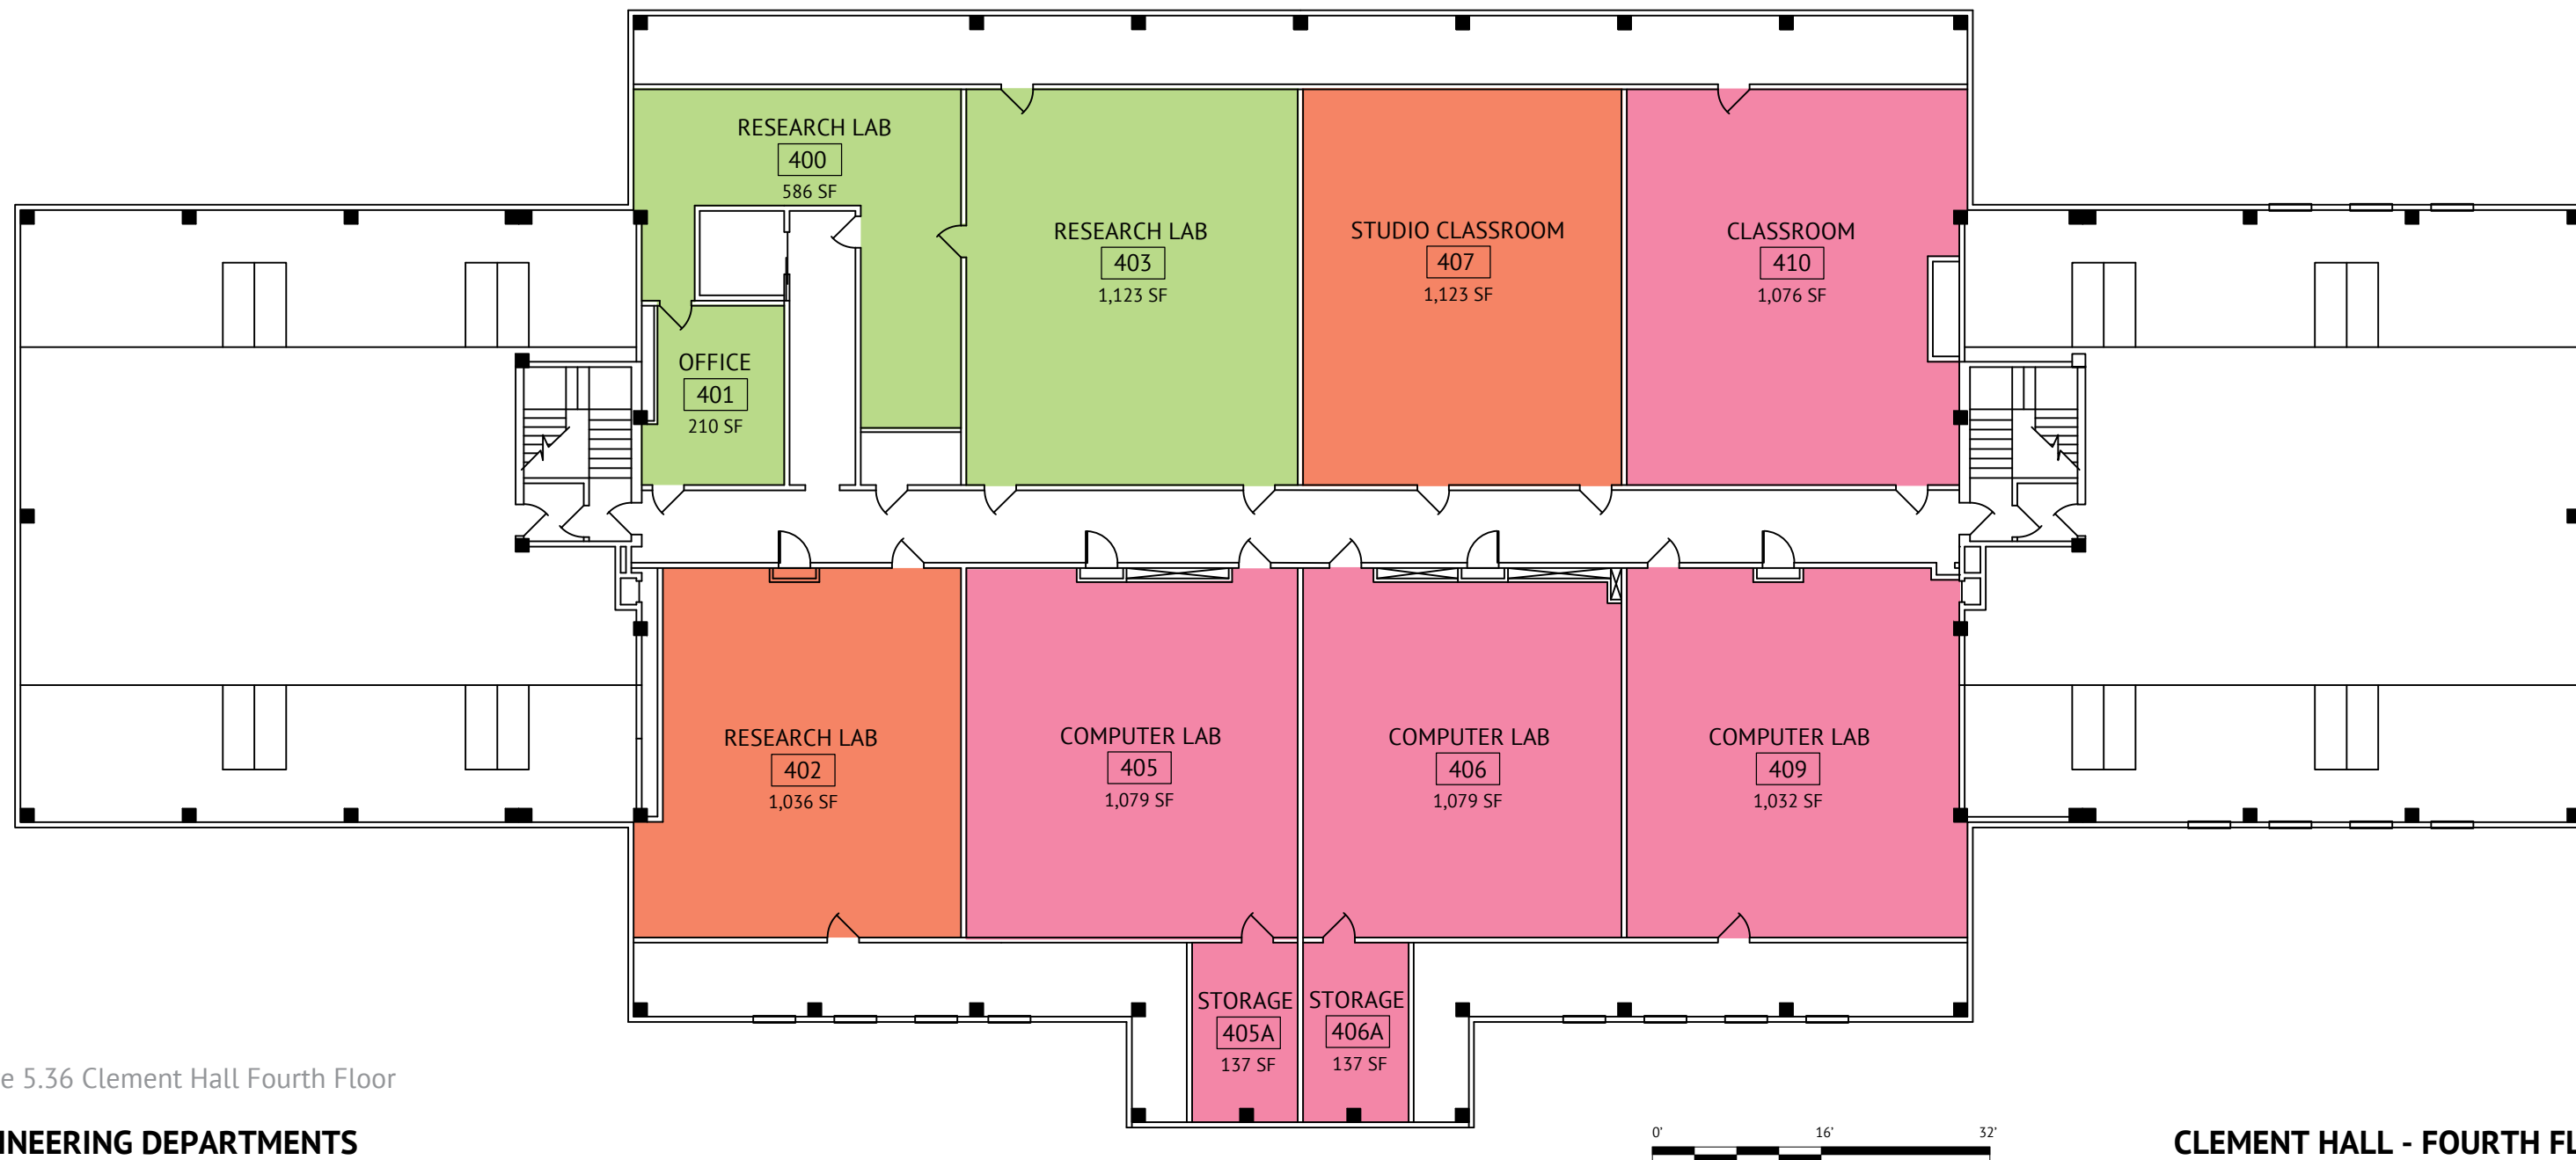 RESEARCH LAB
400
586 SF
RESEARCH LAB
403
1,123 SF
STUDIO CLASSROOM
407
1,123 SF
CLASSROOM
410
1,076 SF
OFFICE
401
210 SF
RESEARCH LAB
402
1,036 SF
COMPUTER LAB
405
1,079 SF
COMPUTER LAB
406
1,079 SF
COMPUTER LAB
409
1,032 SF
STORAGE
405A
137 SF
STORAGE
406A
137 SF
e 5.36 Clement Hall Fourth Floor
INEERING DEPARTMENTS
0' 16' 32'
CLEMENT HALL - FOURTH FL